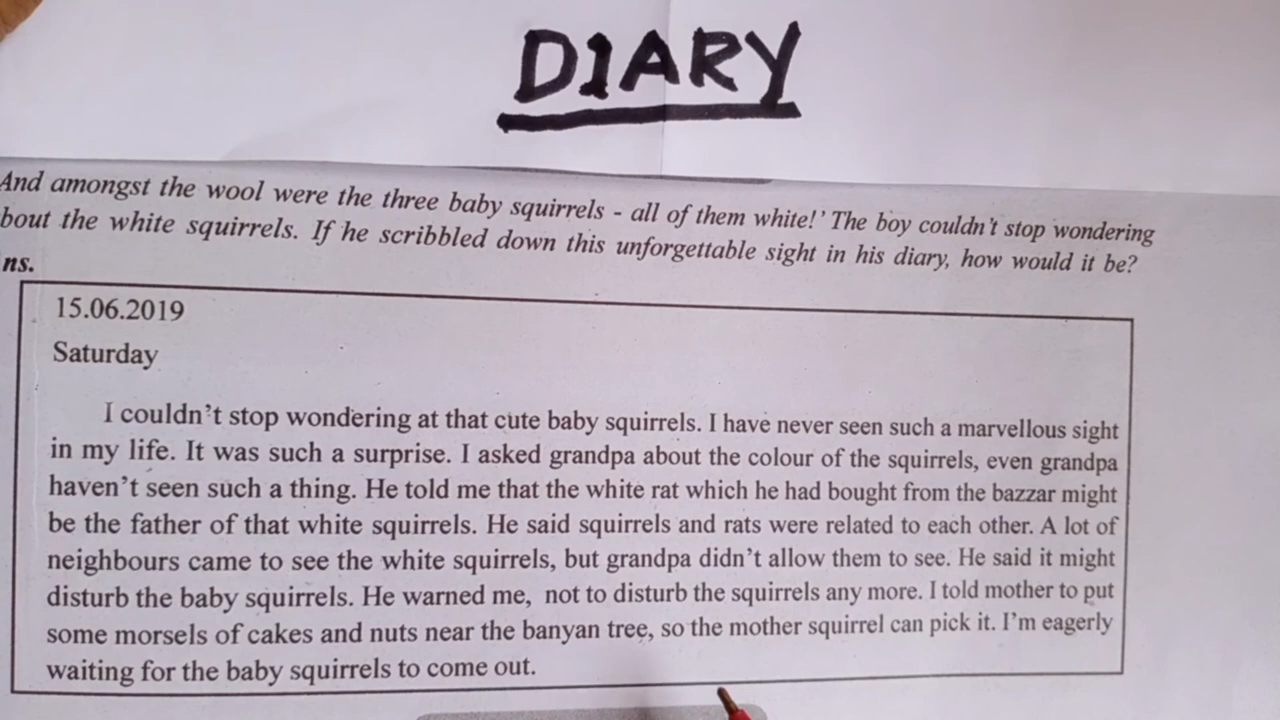 DIARY
And amongst the wool were the three baby squirrels - all of them white!' The boy couldn't stop wondering
bout the white squirrels. If he scribbled down this unforgettable sight in his diary, how would it be?
ns.
15.06.2019
Saturday
I couldn't stop wondering at that cute baby squirrels. I have never seen such a marvellous sight
in my life. It was such a surprise. I asked grandpa about the colour of the squirrels, even grandpa
haven't seen such a thing. He told me that the white rat which he had bought from the bazzar might
be the father of that white squirrels. He said squirrels and rats were related to each other. A lot of
neighbours came to see the white squirrels, but grandpa didn't allow them to see. He said it might
disturb the baby squirrels. He warned me, not to disturb the squirrels any more. I told mother to put
some morsels of cakes and nuts near the banyan tree, so the mother squirrel can pick it. I'm eagerly
waiting for the baby squirrels to come out.